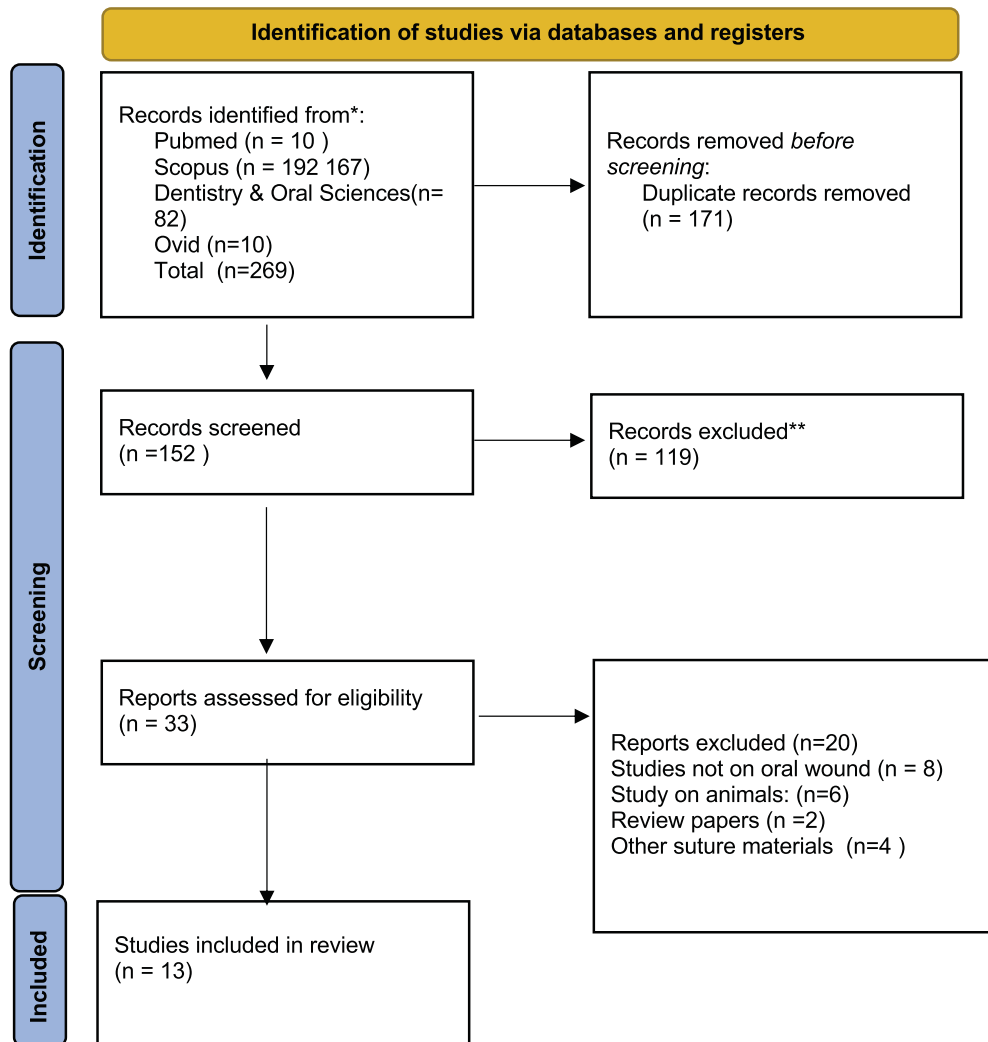 Identification of studies via databases and registers
Identification
Records identified from*:
Pubmed (n = 10 )
Scopus (n = 192 167)
Dentistry & Oral Sciences(n=
82)
Ovid (n=10)
Total (n=269)
Records removed before
screening:
Duplicate records removed
(n = 171)
Screening
Records screened
(n =152 )
Records excluded**
(n = 119)
Reports assessed for eligibility
(n = 33)
Reports excluded (n=20)
Studies not on oral wound (n = 8)
Study on animals: (n=6)
Review papers (n =2)
Other suture materials (n=4 )
Included
Studies included in review
(n = 13)